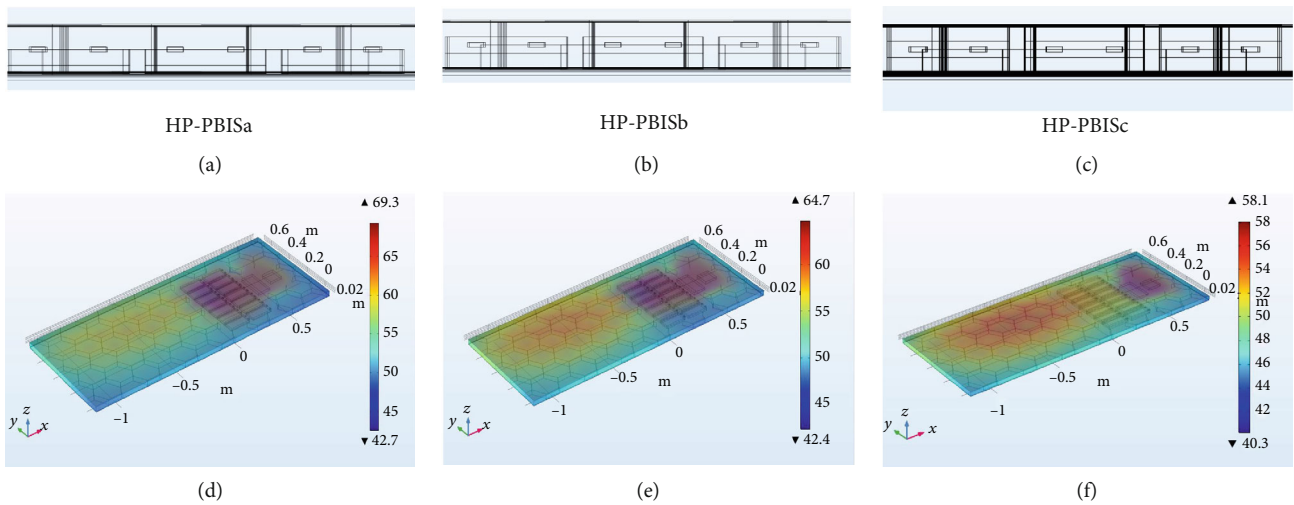 HP-PBISa
HP-PBISb
HP-PBISc
(a)
(b)
(c)
▲ 69.3
65
60
55
50
45
▼ 42.7
0.6
m
0.4
0.2
0
0.02
m
0.5
0
−0.5
m
−1
z
y
x
▲ 64.7
60
55
50
45
▼ 42.4
0.6
m
0.4
0.2
0
0.02
m
0.5
0
−0.5
m
−1
z
y
x
▲ 58.1
58
56
54
52
50
48
46
44
42
▼ 40.3
0.6
m
0.4
0.2
0
0.02
m
0.5
0
−0.5
m
−1
z
y
x
(d)
(e)
(f)